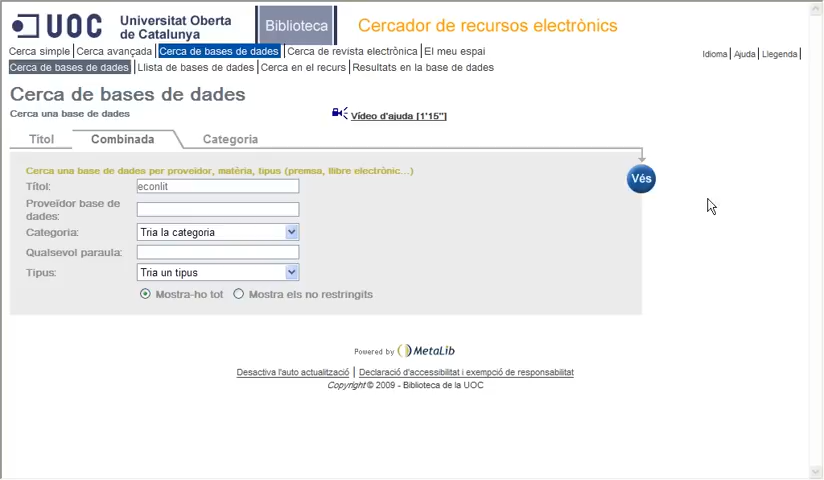 UOC Universitat Oberta de Catalunya Biblioteca Cercador de recursos electrònics
Cerca simple Cerca avançada Cerca de bases de dades Cerca de revista electrònica El meu espai
Idioma Ajuda Llegenda
Cerca de bases de dades Llista de bases de dades Cerca en el recurs Resultats en la base de dades
Cerca de bases de dades
Cerca una base de dades
Vídeo d'ajuda [1'15"]
Titol Combinada Categoria
Cerca una base de dades per proveïdor, matèria, tipus (premsa, llibre electrònic...)
Vés
Títol: econlit
Proveïdor base de dades:
Categoria: Tria la categoria
Qualsevol paraula:
Tipus: Tria un tipus
Mostra-ho tot Mostra els no restringits
Powered by MetaLib
Desactiva l'auto actualització Declaració d'accessibilitat i exempció de responsabilitat
Copyright © 2009 - Biblioteca de la UOC